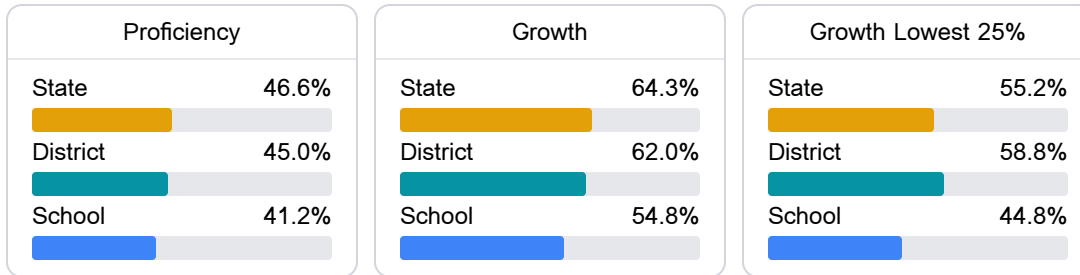 Proficiency
State 46.6%
District 45.0%
School 41.2%
Growth
State 64.3%
District 62.0%
School 54.8%
Growth Lowest 25%
State 55.2%
District 58.8%
School 44.8%